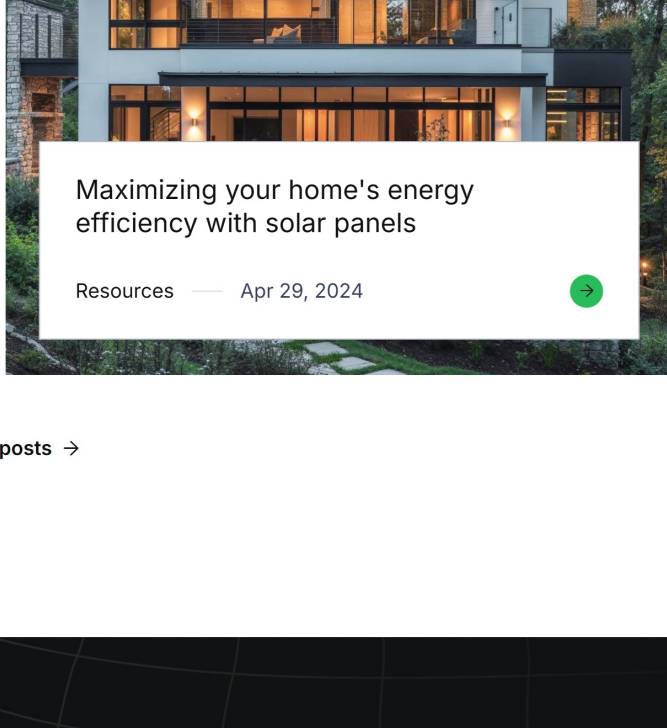 Maximizing your home's energy
efficiency with solar panels
Resources
Apr 29, 2024
posts